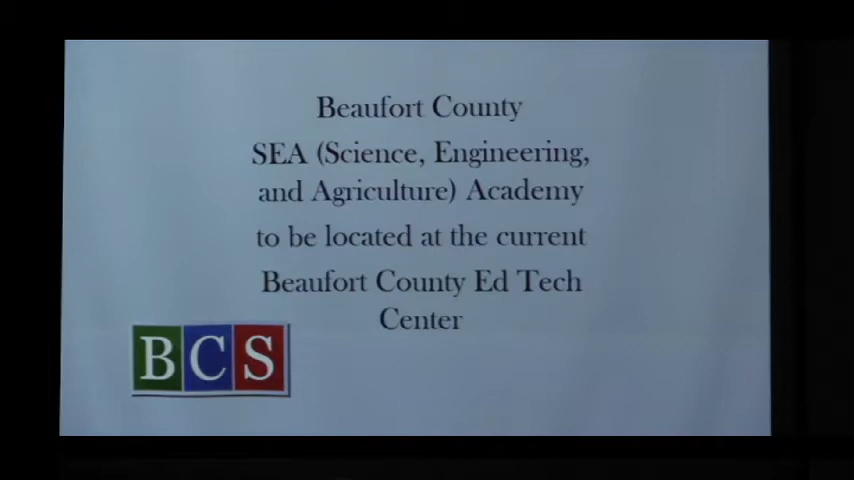 Beaufort County
SEA (Science, Engineering,
and Agriculture) Academy
to be located at the current
Beaufort County Ed Tech
Center
BCS